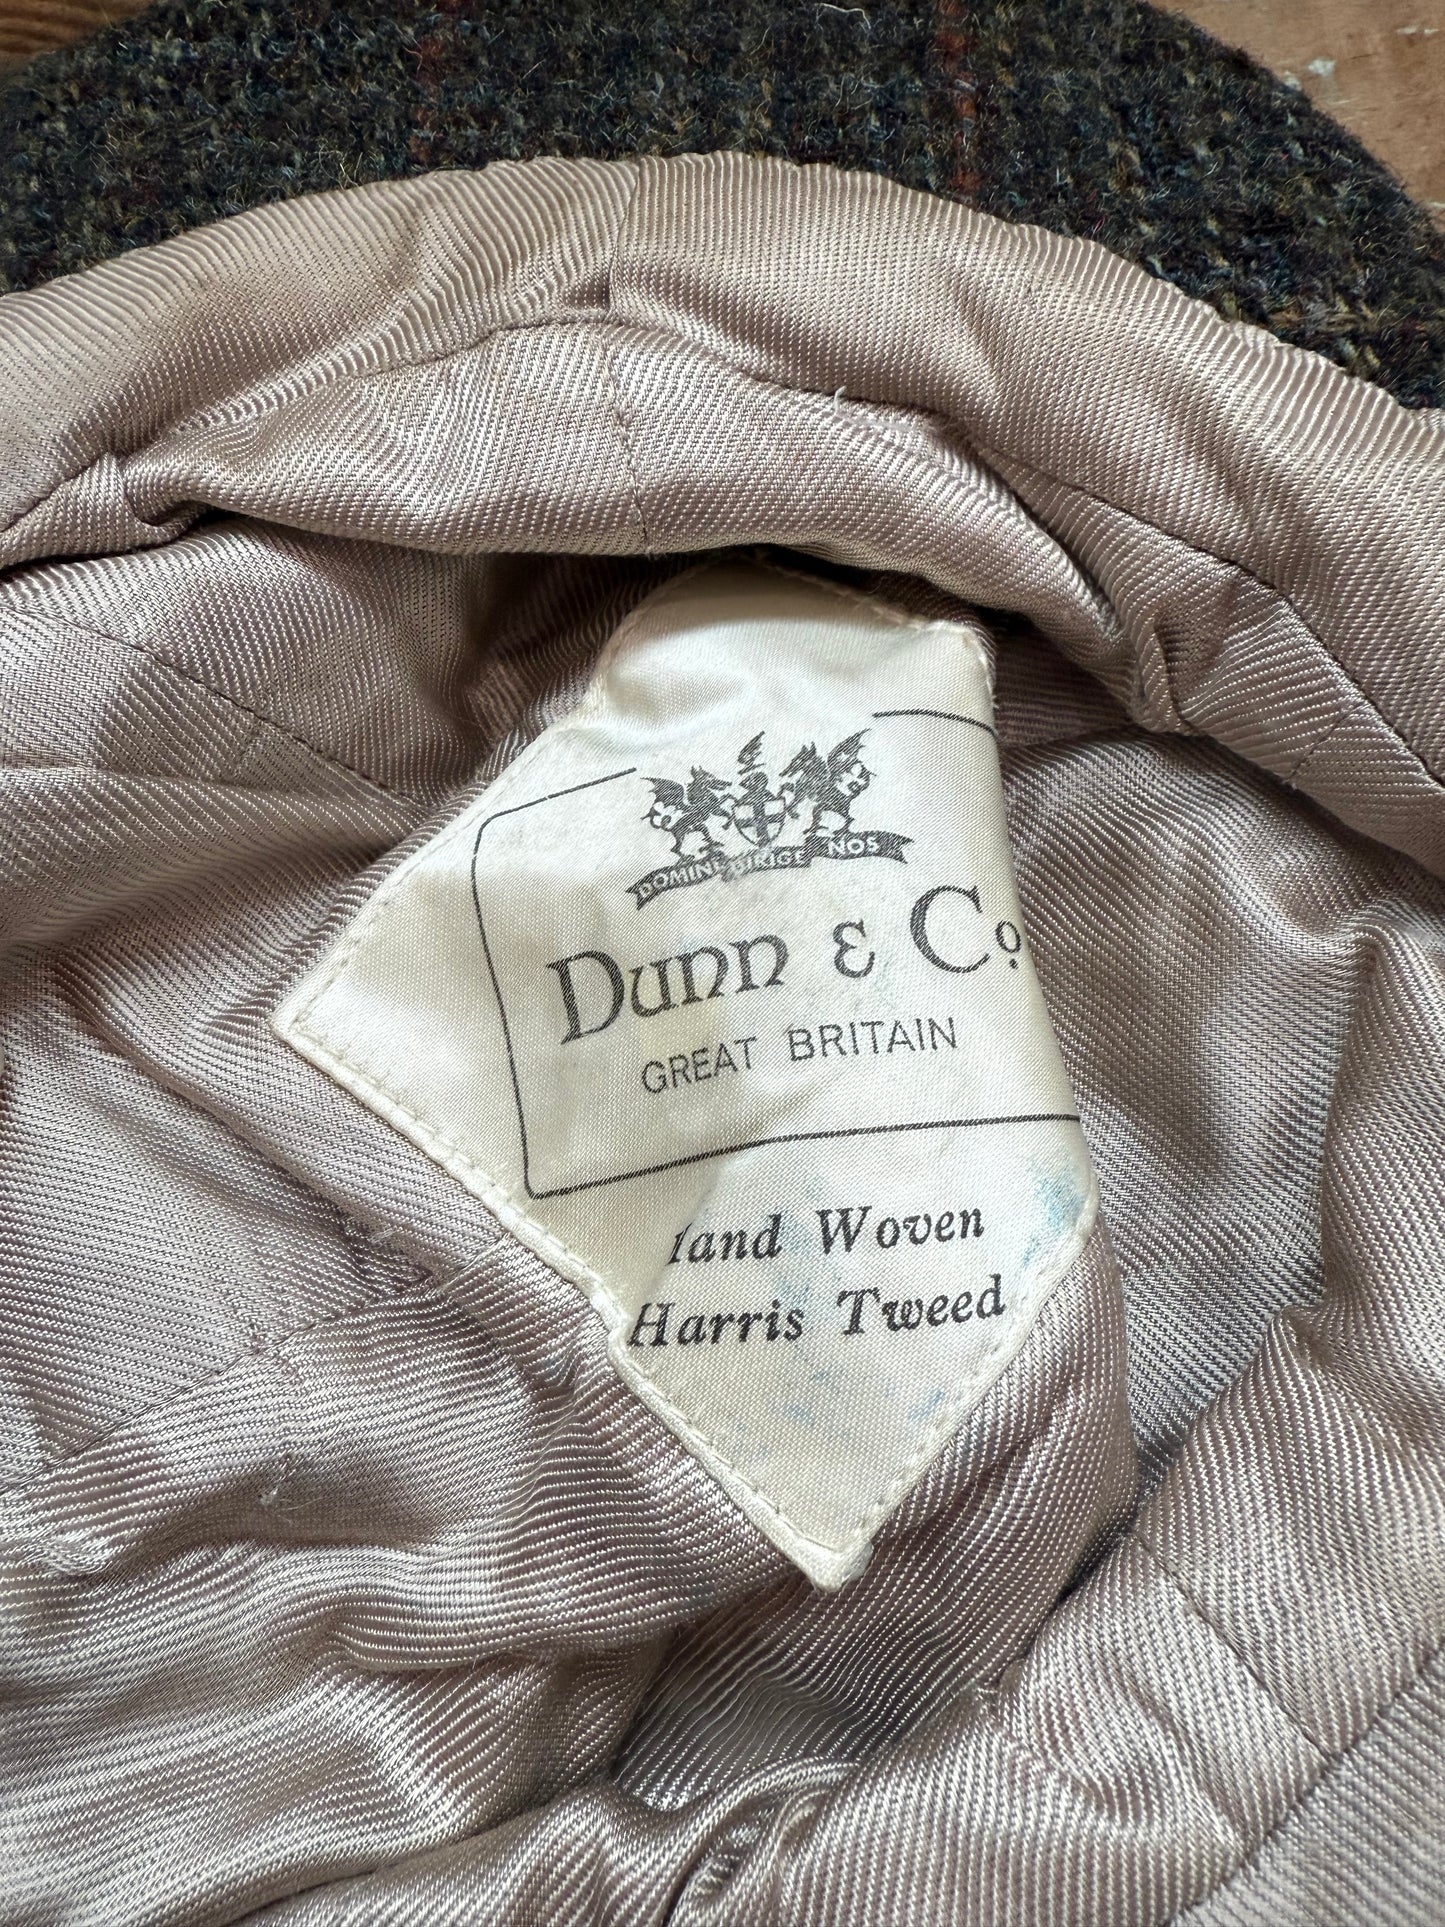 DOMINE DIRIGE NOS
Dunn & Co.
GREAT BRITAIN
Hand Woven
Harris Tweed